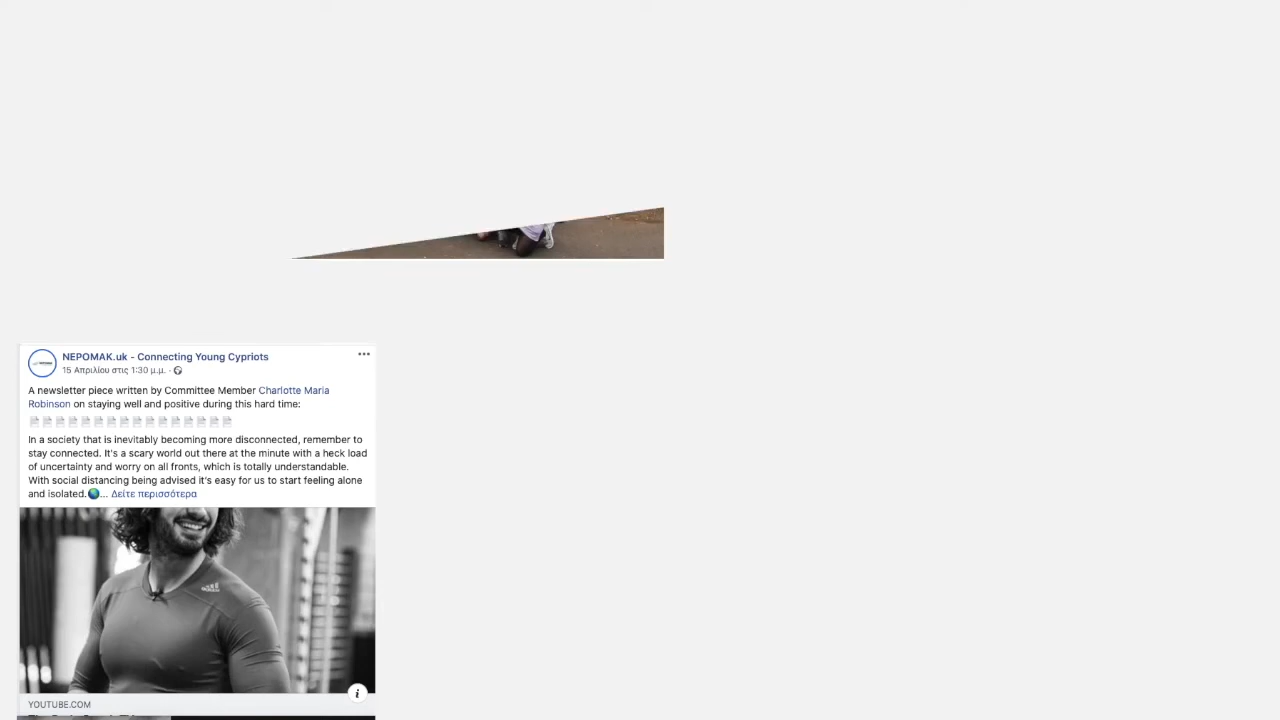 NEPOMAK.uk - Connecting Young Cypriots
15 Απριλίου στις 1:30 μ.μ. ·
A newsletter piece written by Committee Member Charlotte Maria
Robinson on staying well and positive during this hard time:
In a society that is inevitably becoming more disconnected, remember to
stay connected. It's a scary world out there at the minute with a heck load
of uncertainty and worry on all fronts, which is totally understandable.
With social distancing being advised it's easy for us to start feeling alone
and isolated.🌍... Δείτε περισσότερα
adidas
YOUTUBE.COM